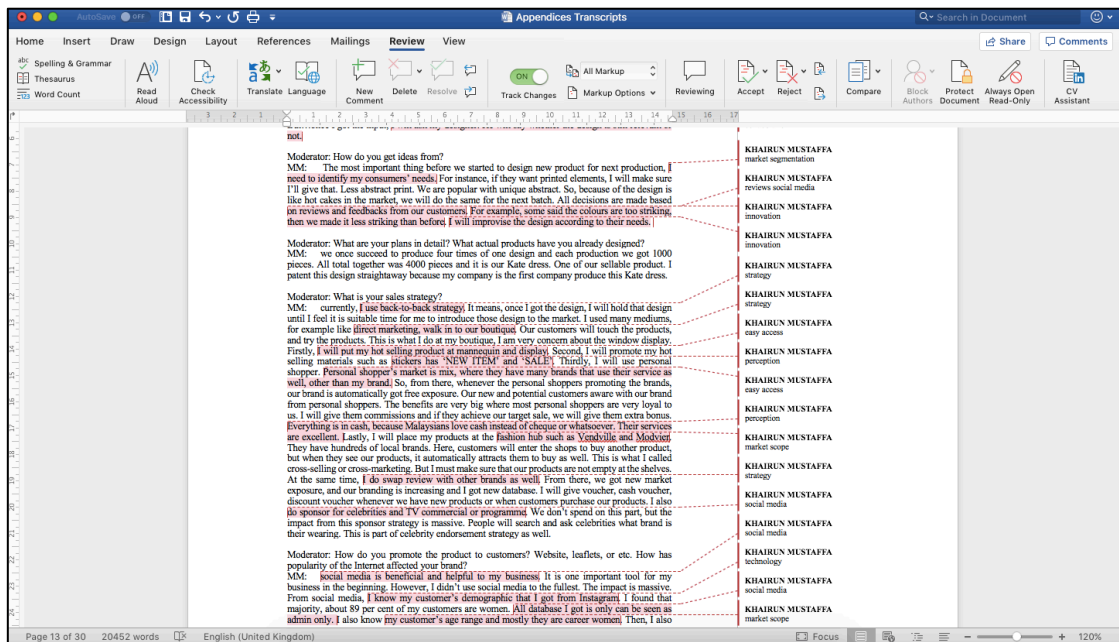 AutoSave OFF
Appendices Transcripts
Search in Document
Home Insert Draw Design Layout References Mailings Review View
Share Comments
Spelling & Grammar
Thesaurus
Word Count
Read Aloud
Check Accessibility
Translate Language
New Comment
Delete Resolve
ON
Track Changes
All Markup
Markup Options
Reviewing
Accept Reject
Compare
Block Authors
Protect Document
Always Open Read-Only
CV Assistant
3 2 1 1 2 3 4 5 6 7 8 9 10 11 12 13 14 15 16 17
not.
Moderator: How do you get ideas from?
MM: The most important thing before we started to design new product for next production, I
need to identify my consumers' needs. For instance, if they want printed elements, I will make sure
I'll give that. Less abstract print. We are popular with unique abstract. So, because of the design is
like hot cakes in the market, we will do the same for the next batch. All decisions are made based
on reviews and feedbacks from our customers. For example, some said the colours are too striking,
then we made it less striking than before. I will improvise the design according to their needs.
Moderator: What are your plans in detail? What actual products have you already designed?
MM: we once succeed to produce four times of one design and each production we got 1000
pieces. All total together was 4000 pieces and it is our Kate dress. One of our sellable product. I
patent this design straightaway because my company is the first company produce this Kate dress.
Moderator: What is your sales strategy?
MM: currently, I use back-to-back strategy. It means, once I got the design, I will hold that design
until I feel it is suitable time for me to introduce those design to the market. I used many mediums,
for example like direct marketing, walk in to our boutique. Our customers will touch the products,
and try the products. This is what I do at my boutique, I am very concern about the window display.
Firstly, I will put my hot selling product at mannequin and display. Second, I will promote my hot
selling materials such as stickers has 'NEW ITEM' and 'SALE'. Thirdly, I will use personal
shopper. Personal shopper's market is mix, where they have many brands that use their service as
well, other than my brand. So, from there, whenever the personal shoppers promoting the brands,
our brand is automatically got free exposure. Our new and potential customers aware with our brand
from personal shoppers. The benefits are very big where most personal shoppers are very loyal to
us. I will give them commissions and if they achieve our target sale, we will give them extra bonus.
Everything is in cash, because Malaysians love cash instead of cheque or whatsoever. Their services
are excellent. Lastly, I will place my products at the fashion hub such as Vendville and Modvier.
They have hundreds of local brands. Here, customers will enter the shops to buy another product,
but when they see our products, it automatically attracts them to buy as well. This is what I called
cross-selling or cross-marketing. But I must make sure that our products are not empty at the shelves.
At the same time, I do swap review with other brands as well. From there, we got new market
exposure, and our branding is increasing and I got new database. I will give voucher, cash voucher,
discount voucher whenever we have new products or when customers purchase our products. I also
do sponsor for celebrities and TV commercial or programme. We don't spend on this part, but the
impact from this sponsor strategy is massive. People will search and ask celebrities what brand is
their wearing. This is part of celebrity endorsement strategy as well.
Moderator: How do you promote the product to customers? Website, leaflets, or etc. How has
popularity of the Internet affected your brand?
MM: social media is beneficial and helpful to my business. It is one important tool for my
business in the beginning. However, I didn't use social media to the fullest. The impact is massive.
From social media, I know my customer's demographic that I got from Instagram. I found that
majority, about 89 per cent of my customers are women. All database I got is only can be seen as
admin only. I also know my customer's age range and mostly they are career women. Then, I also
KHAIRUN MUSTAFFA
market segmentation
KHAIRUN MUSTAFFA
reviews social media
KHAIRUN MUSTAFFA
innovation
KHAIRUN MUSTAFFA
innovation
KHAIRUN MUSTAFFA
strategy
KHAIRUN MUSTAFFA
strategy
KHAIRUN MUSTAFFA
easy access
KHAIRUN MUSTAFFA
perception
KHAIRUN MUSTAFFA
easy access
KHAIRUN MUSTAFFA
perception
KHAIRUN MUSTAFFA
market scope
KHAIRUN MUSTAFFA
strategy
KHAIRUN MUSTAFFA
social media
KHAIRUN MUSTAFFA
social media
KHAIRUN MUSTAFFA
technology
KHAIRUN MUSTAFFA
social media
KHAIRUN MUSTAFFA
market scope
Page 13 of 30 20452 words English (United Kingdom) Focus 120%